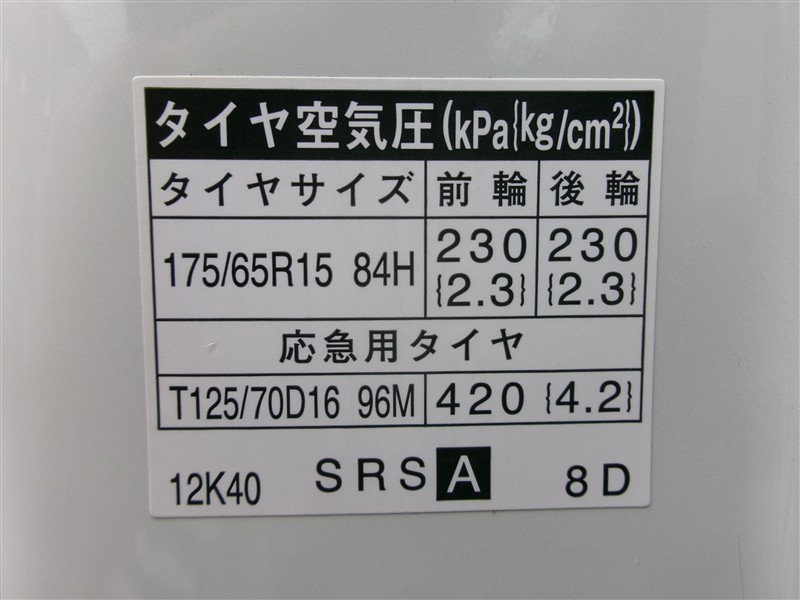 タイヤ空気圧(kPa{kg/cm²})
タイヤサイズ 前輪 後輪
175/65R15 84H 230 {2.3} 230 {2.3}
応急用タイヤ
T125/70D16 96M 420 {4.2}
12K40 SRS A 8D